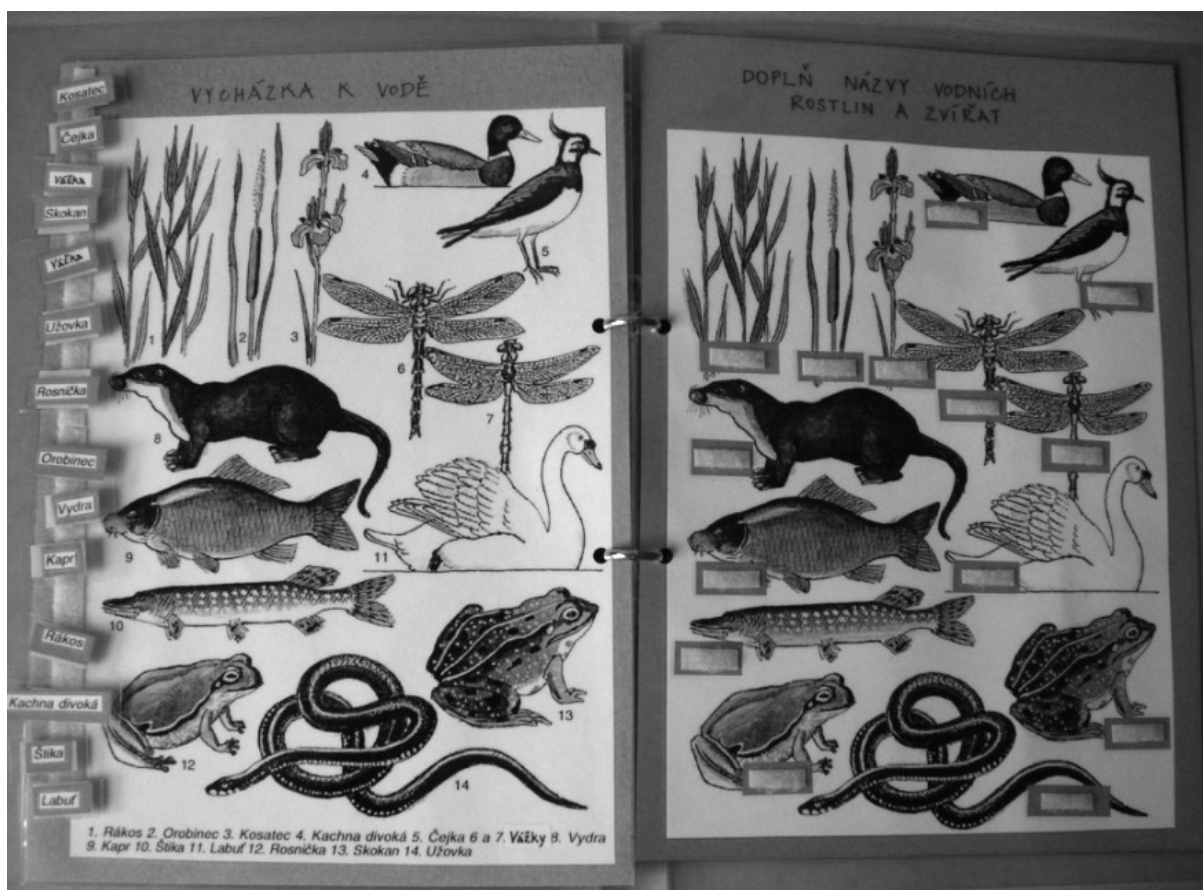 Kosatec
Čejka
Vážka
Skokan
Vážka
Užovka
Rosnička
Orobinec
Vydra
Kapr
Rákos
Kachna divoká
Štika
Labuť
VYCHÁZKA K VODĚ
1
2
3
4
5
6
7
8
9
10
11
12
13
14
1. Rákos 2. Orobinec 3. Kosatec 4. Kachna divoká 5. Čejka 6 a 7. Vážky 8. Vydra
9. Kapr 10. Štika 11. Labuť 12. Rosnička 13. Skokan 14. Užovka
DOPLŇ NÁZVY VODNÍCH
ROSTLIN A ZVÍŘAT